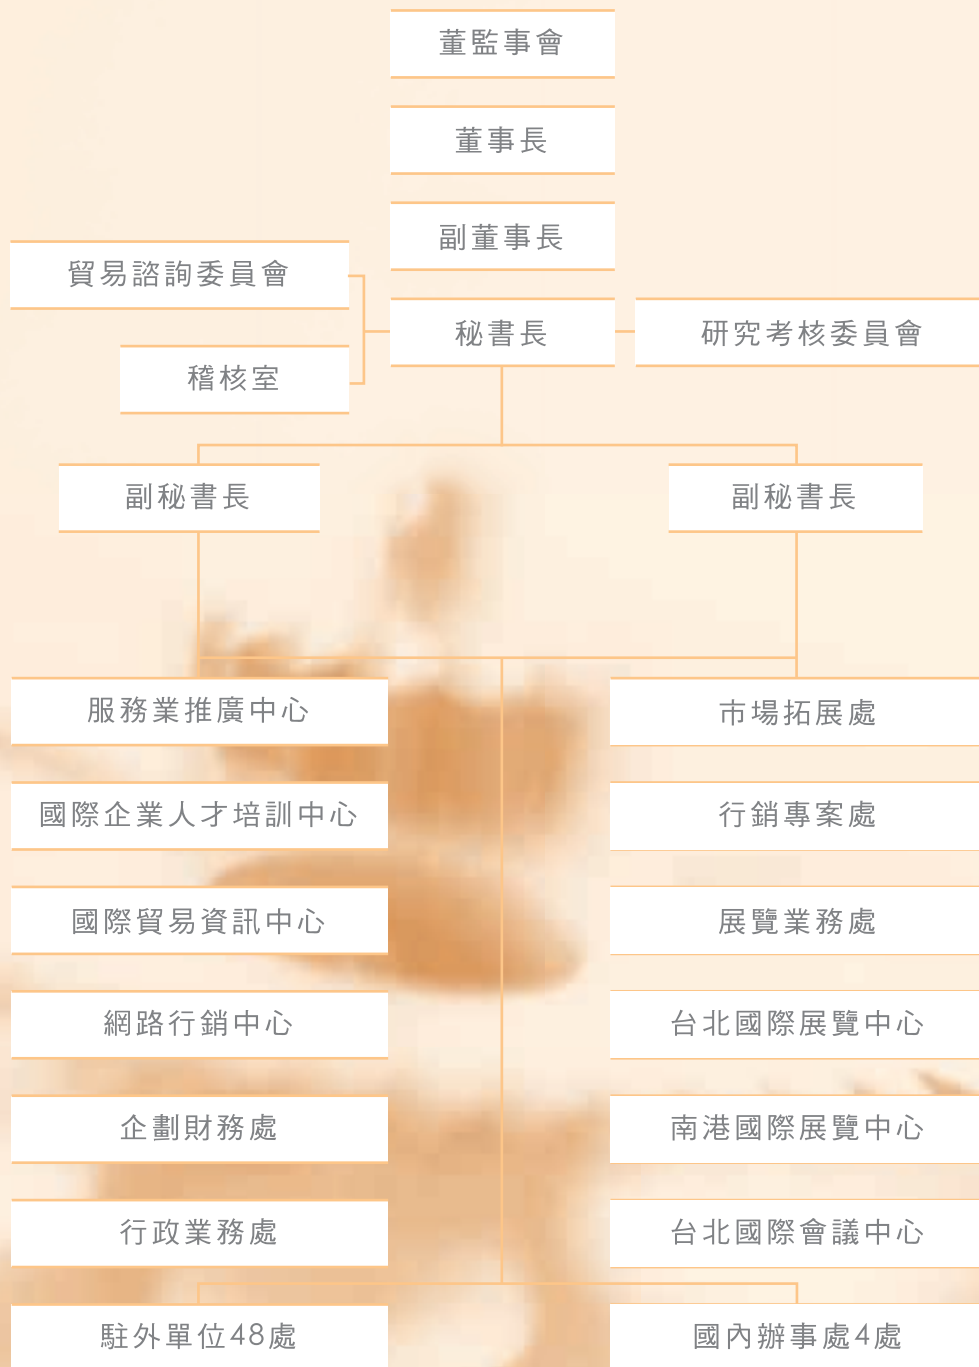 董監事會
董事長
副董事長
貿易諮詢委員會
秘書長
研究考核委員會
稽核室
副秘書長
副秘書長
服務業推廣中心
市場拓展處
國際企業人才培訓中心
行銷專案處
國際貿易資訊中心
展覽業務處
網路行銷中心
台北國際展覽中心
企劃財務處
南港國際展覽中心
行政業務處
台北國際會議中心
駐外單位48處
國內辦事處4處